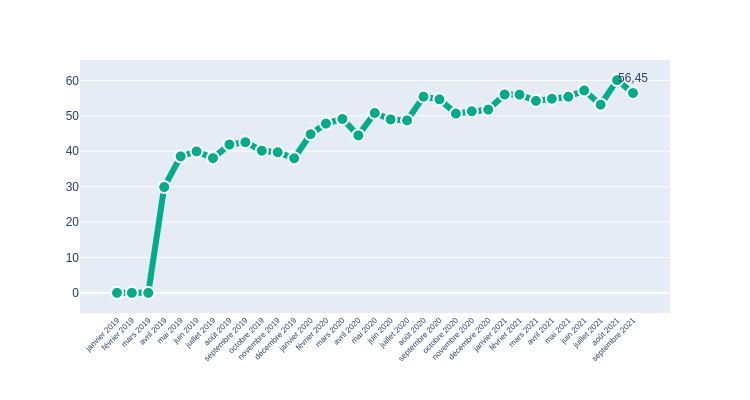 56,45
60
50
40
30
20
10
0
janvier 2019
février 2019
mars 2019
avril 2019
mai 2019
juin 2019
juillet 2019
août 2019
septembre 2019
octobre 2019
novembre 2019
décembre 2019
janvier 2020
février 2020
mars 2020
avril 2020
mai 2020
juin 2020
juillet 2020
août 2020
septembre 2020
octobre 2020
novembre 2020
décembre 2020
janvier 2021
février 2021
mars 2021
avril 2021
mai 2021
juin 2021
juillet 2021
août 2021
septembre 2021